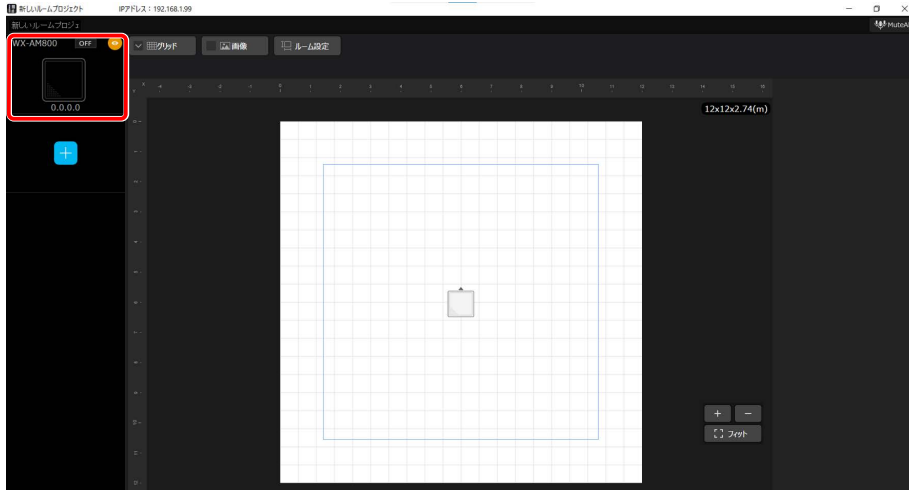 新しいルームプロジェクト IPアドレス：192.168.1.99
新しいルームプロジェ MuteAl
WX-AM800 OFF グリッド 画像 ルーム設定
0.0.0.0
12x12x2.74(m)
フィット